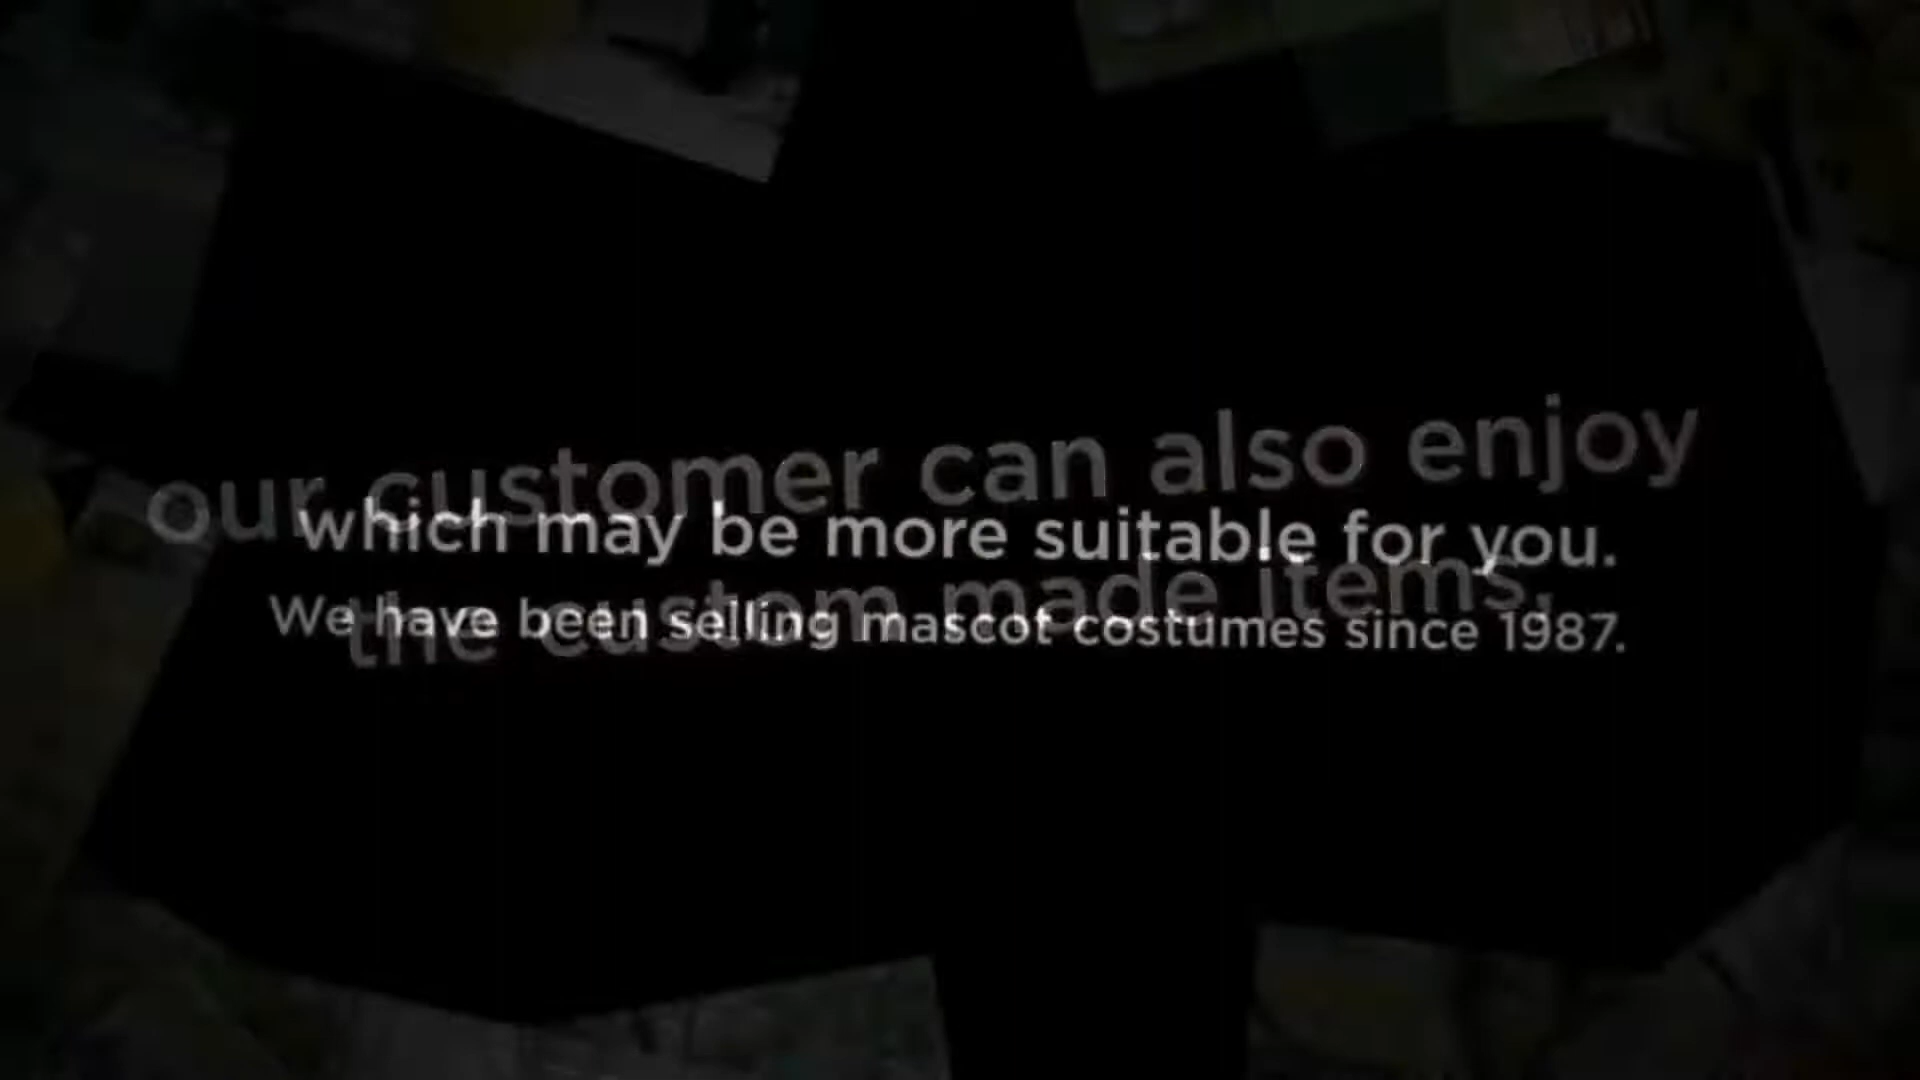 our customer can also enjoy
the custom made items,
which may be more suitable for you.
We have been selling mascot costumes since 1987.